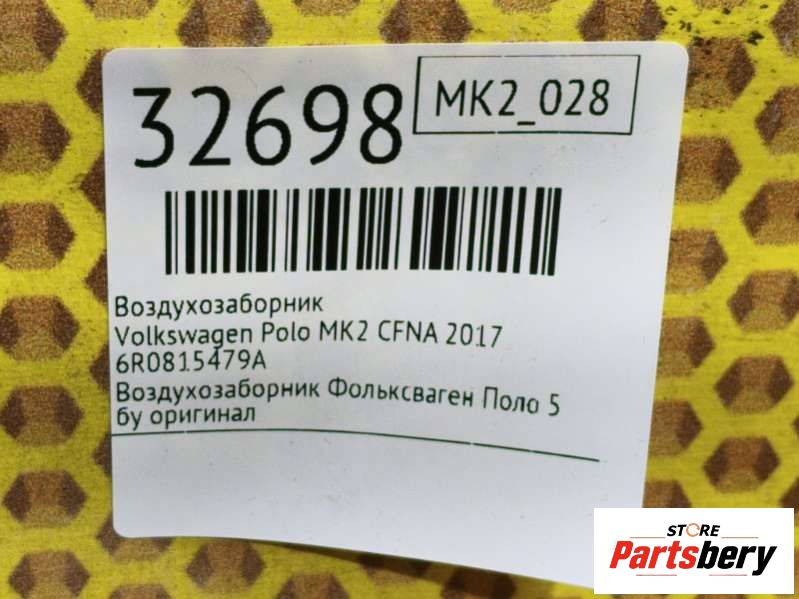 32698
MK2_028
Воздухозаборник
Volkswagen Polo MK2 CFNA 2017
6R0815479A
Воздухозаборник Фольксваген Поло 5
бу оригинал
STORE
Partsbery